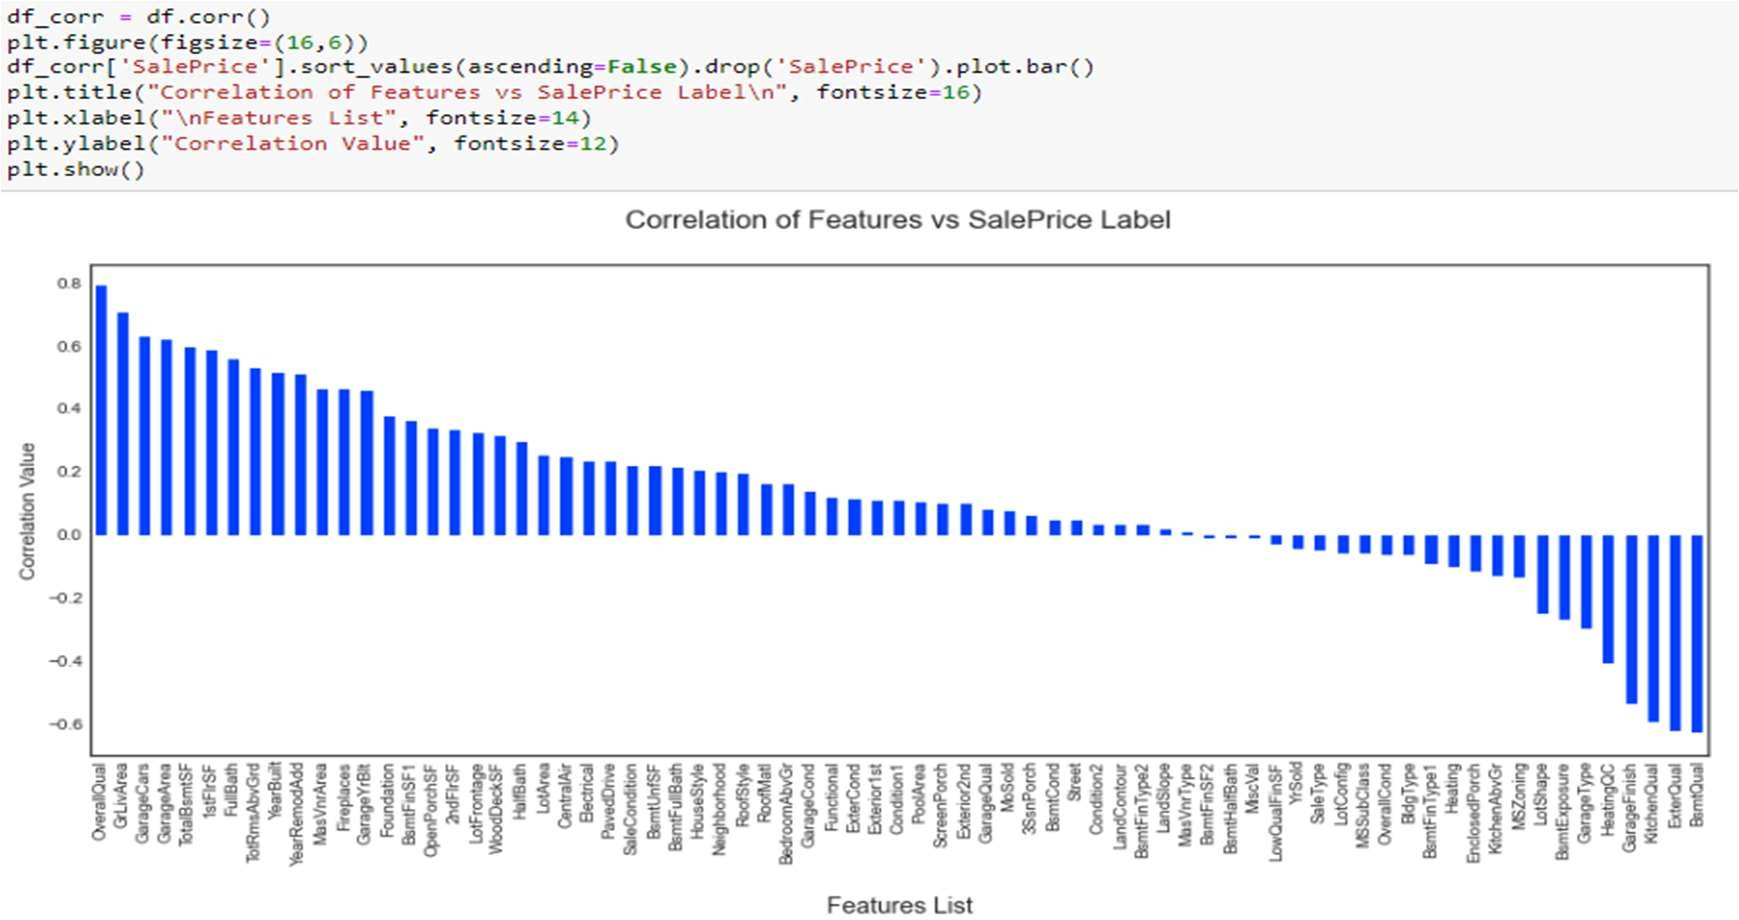 df_corr = df.corr()
plt.figure(figsize=(16,6))
df_corr['SalePrice'].sort_values(ascending=False).drop('SalePrice').plot.bar()
plt.title("Correlation of Features vs SalePrice Label\n", fontsize=16)
plt.xlabel("\nFeatures List", fontsize=14)
plt.ylabel("Correlation Value", fontsize=12)
plt.show()
Correlation of Features vs SalePrice Label
Correlation Value
0.8
0.6
0.4
0.2
0.0
−0.2
−0.4
−0.6
OverallQual
GrLivArea
GarageCars
GarageArea
TotalBsmtSF
1stFlrSF
FullBath
TotRmsAbvGrd
YearBuilt
YearRemodAdd
MasVnrArea
Fireplaces
GarageYrBlt
Foundation
BsmtFinSF1
OpenPorchSF
2ndFlrSF
LotFrontage
WoodDeckSF
HalfBath
LotArea
CentralAir
Electrical
PavedDrive
SaleCondition
BsmtUnfSF
BsmtFullBath
HouseStyle
Neighborhood
RoofStyle
RoofMatl
BedroomAbvGr
GarageCond
Functional
ExterCond
Exterior1st
Condition1
PoolArea
ScreenPorch
Exterior2nd
GarageQual
MoSold
3SsnPorch
BsmtCond
Street
Condition2
LandContour
BsmtFinType2
LandSlope
MasVnrType
BsmtFinSF2
BsmtHalfBath
MiscVal
LowQualFinSF
YrSold
SaleType
LotConfig
MSSubClass
OverallCond
BldgType
BsmtFinType1
Heating
EnclosedPorch
KitchenAbvGr
MSZoning
LotShape
BsmtExposure
GarageType
HeatingQC
GarageFinish
KitchenQual
ExterQual
BsmtQual
Features List